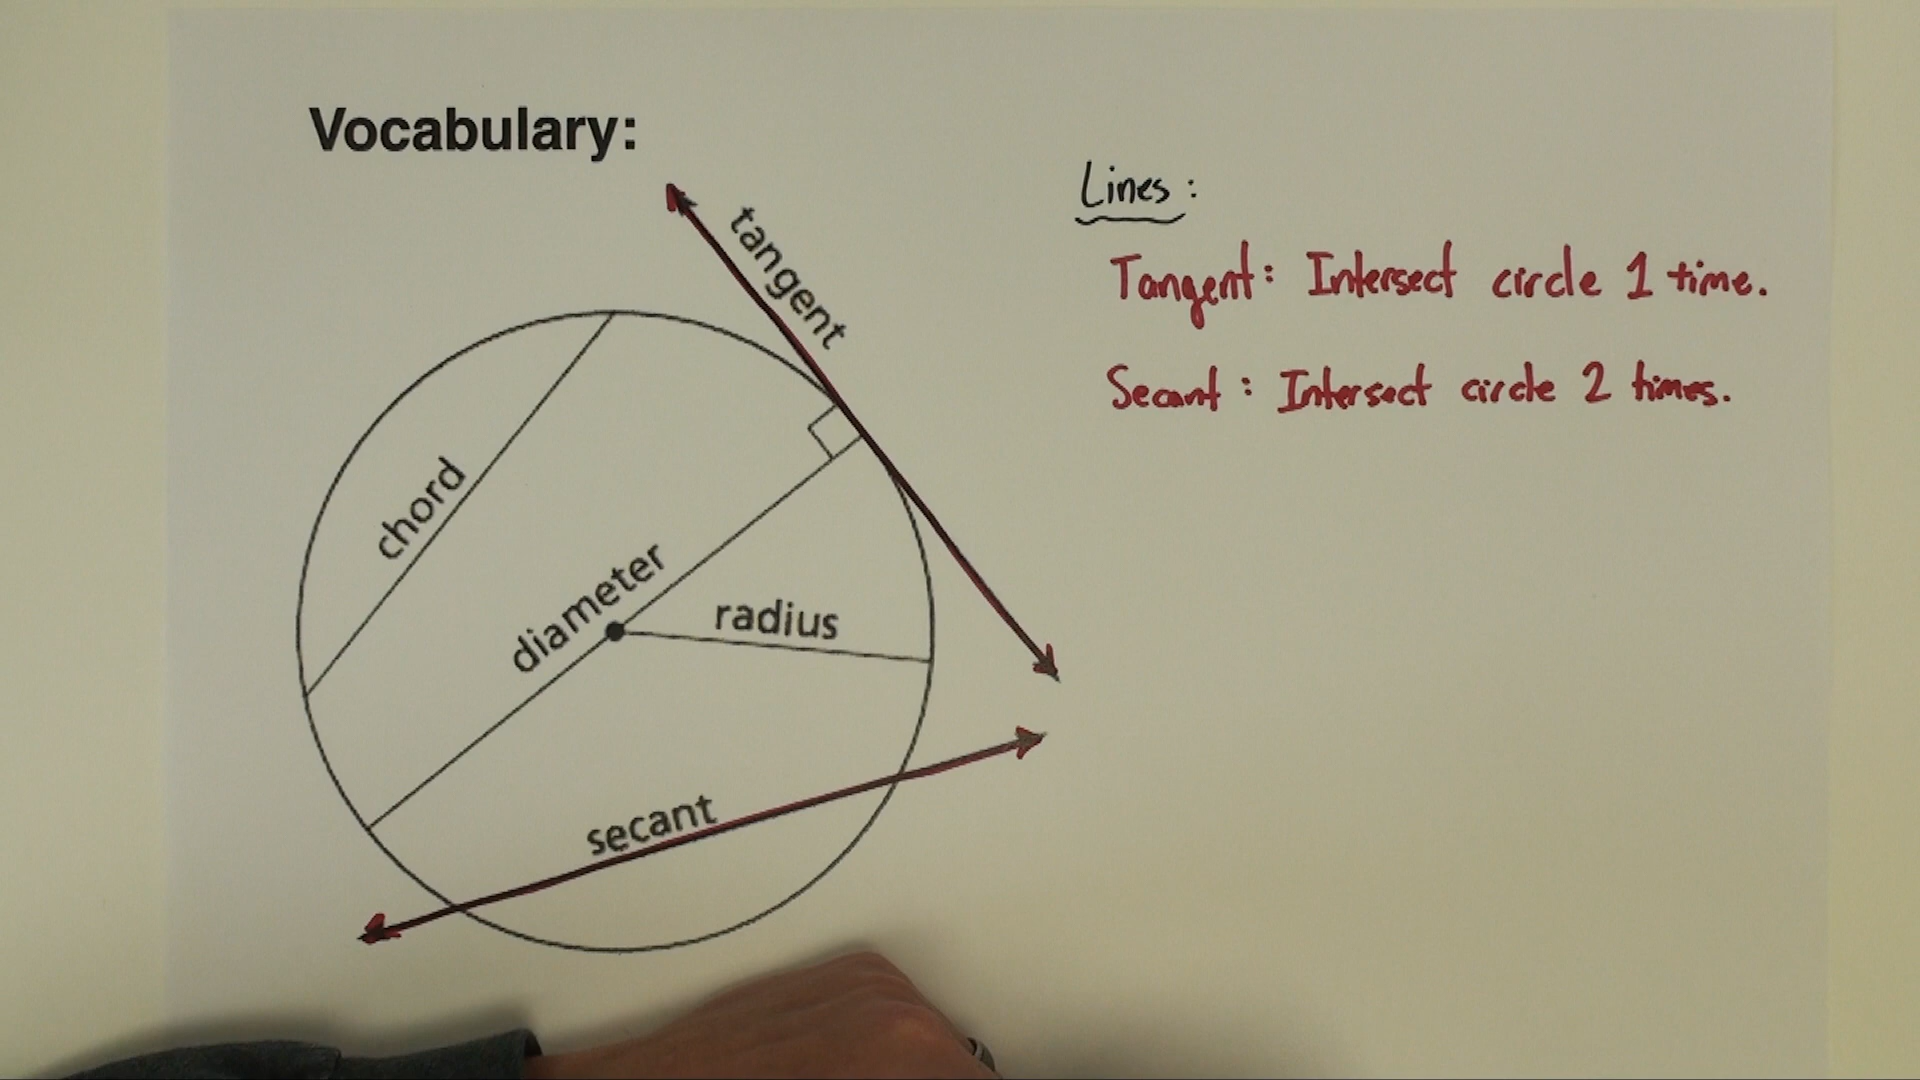 Vocabulary:
Lines:
tangent
Tangent: Intersect circle 1 time.
Secant: Intersect circle 2 times.
chord
diameter
radius
secant